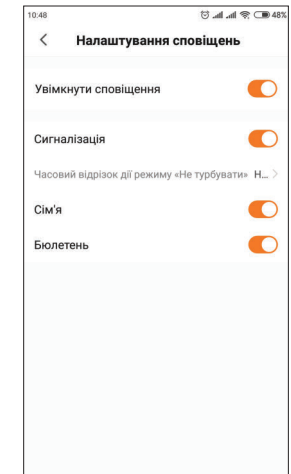 10:48 48%
Налаштування сповіщень
Увімкнути сповіщення
Сигналізація
Часовий відрізок дії режиму «Не турбувати» Н...
Сім'я
Бюлетень